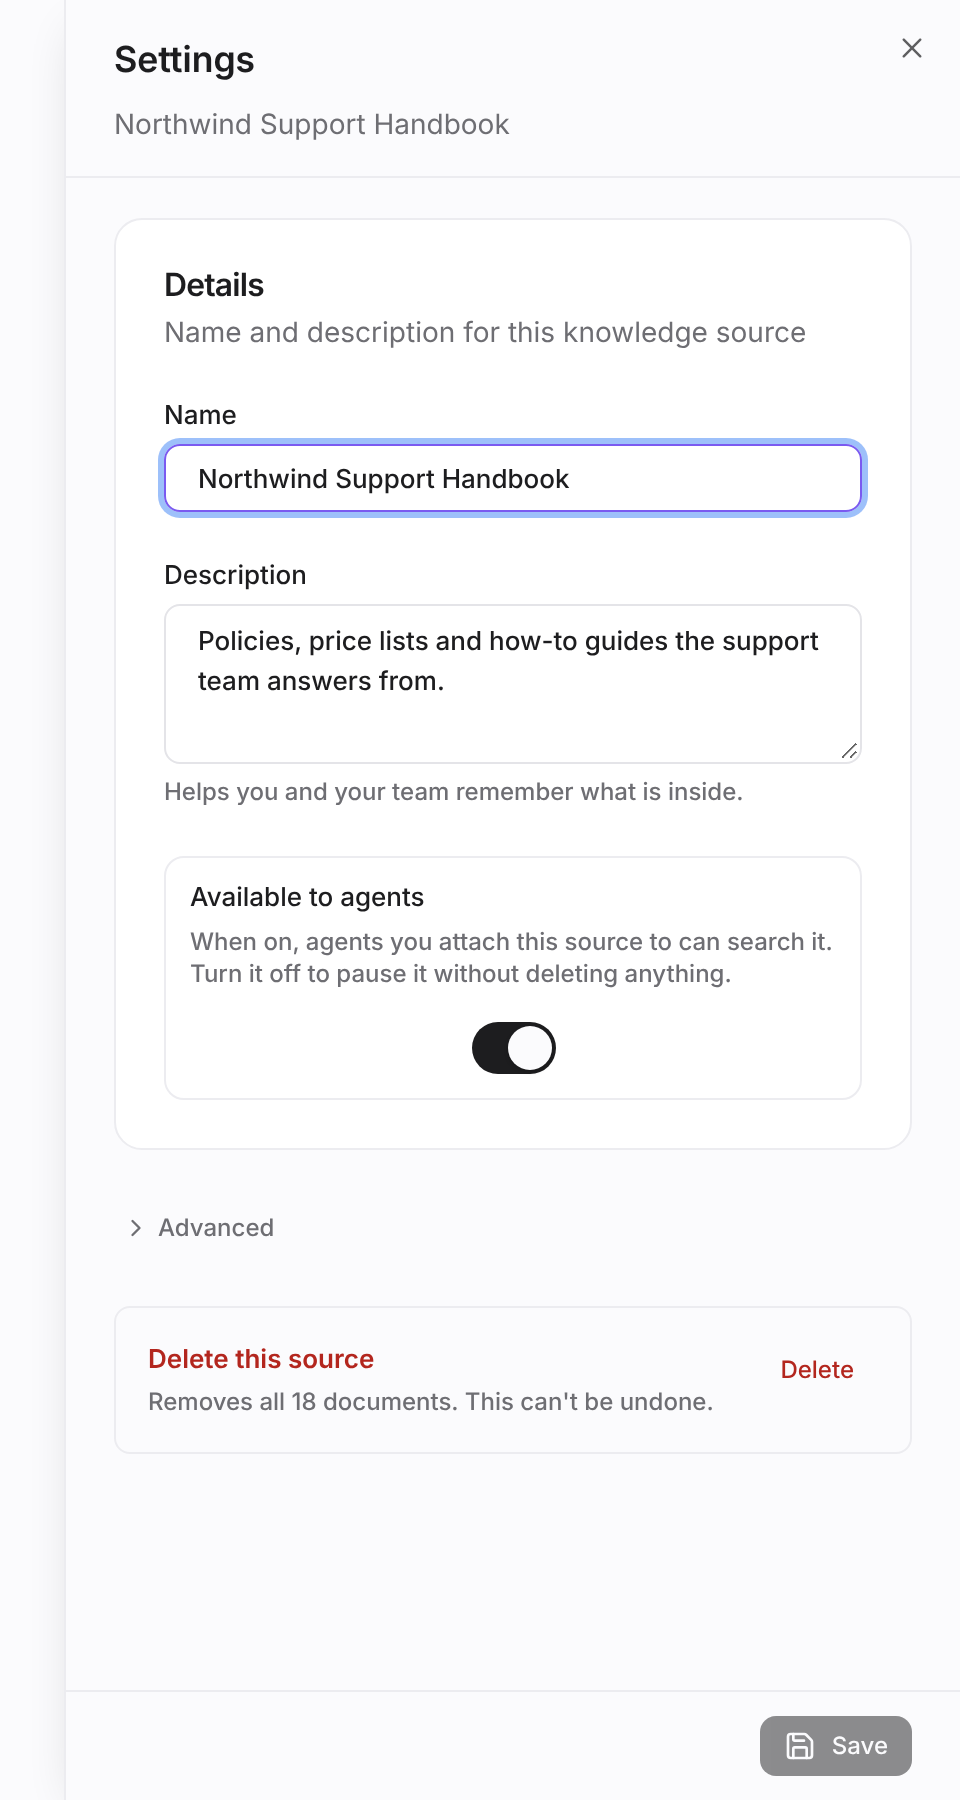 Settings
Northwind Support Handbook
Details
Name and description for this knowledge source
Name
Northwind Support Handbook
Description
Policies, price lists and how-to guides the support
team answers from.
Helps you and your team remember what is inside.
Available to agents
When on, agents you attach this source to can search it.
Turn it off to pause it without deleting anything.
Advanced
Delete this source
Delete
Removes all 18 documents. This can't be undone.
Save